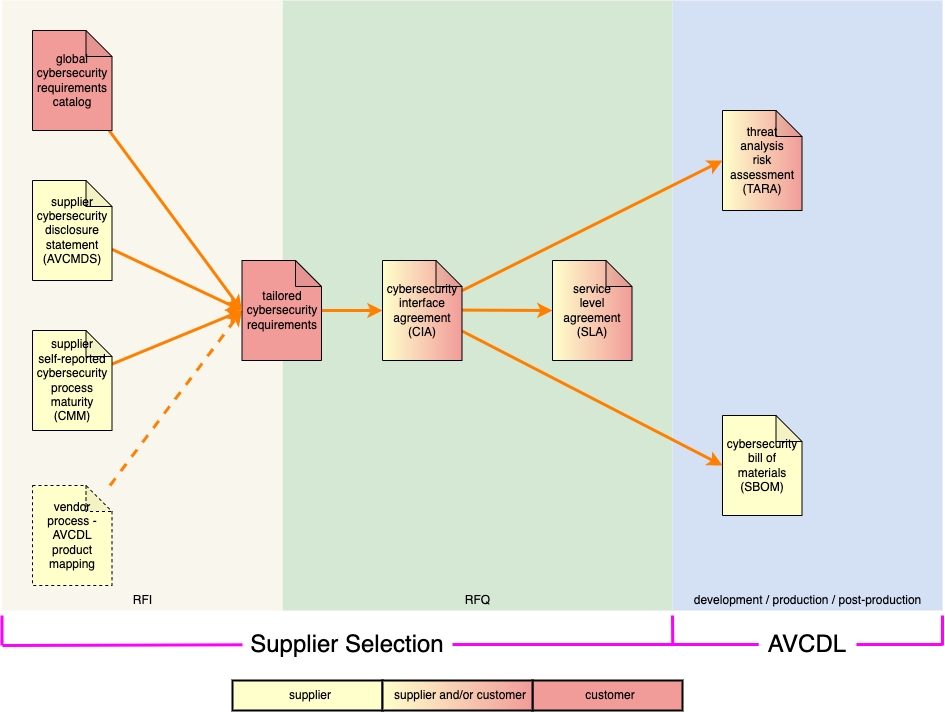 global
cybersecurity
requirements
catalog
supplier
cybersecurity
disclosure
statement
(AVCMDS)
supplier
self-reported
cybersecurity
process
maturity
(CMM)
vendor
process -
AVCDL
product
mapping
tailored
cybersecurity
requirements
cybersecurity
interface
agreement
(CIA)
service
level
agreement
(SLA)
threat
analysis
risk
assessment
(TARA)
cybersecurity
bill of
materials
(SBOM)
RFI
RFQ
development / production / post-production
Supplier Selection
AVCDL
supplier
supplier and/or customer
customer